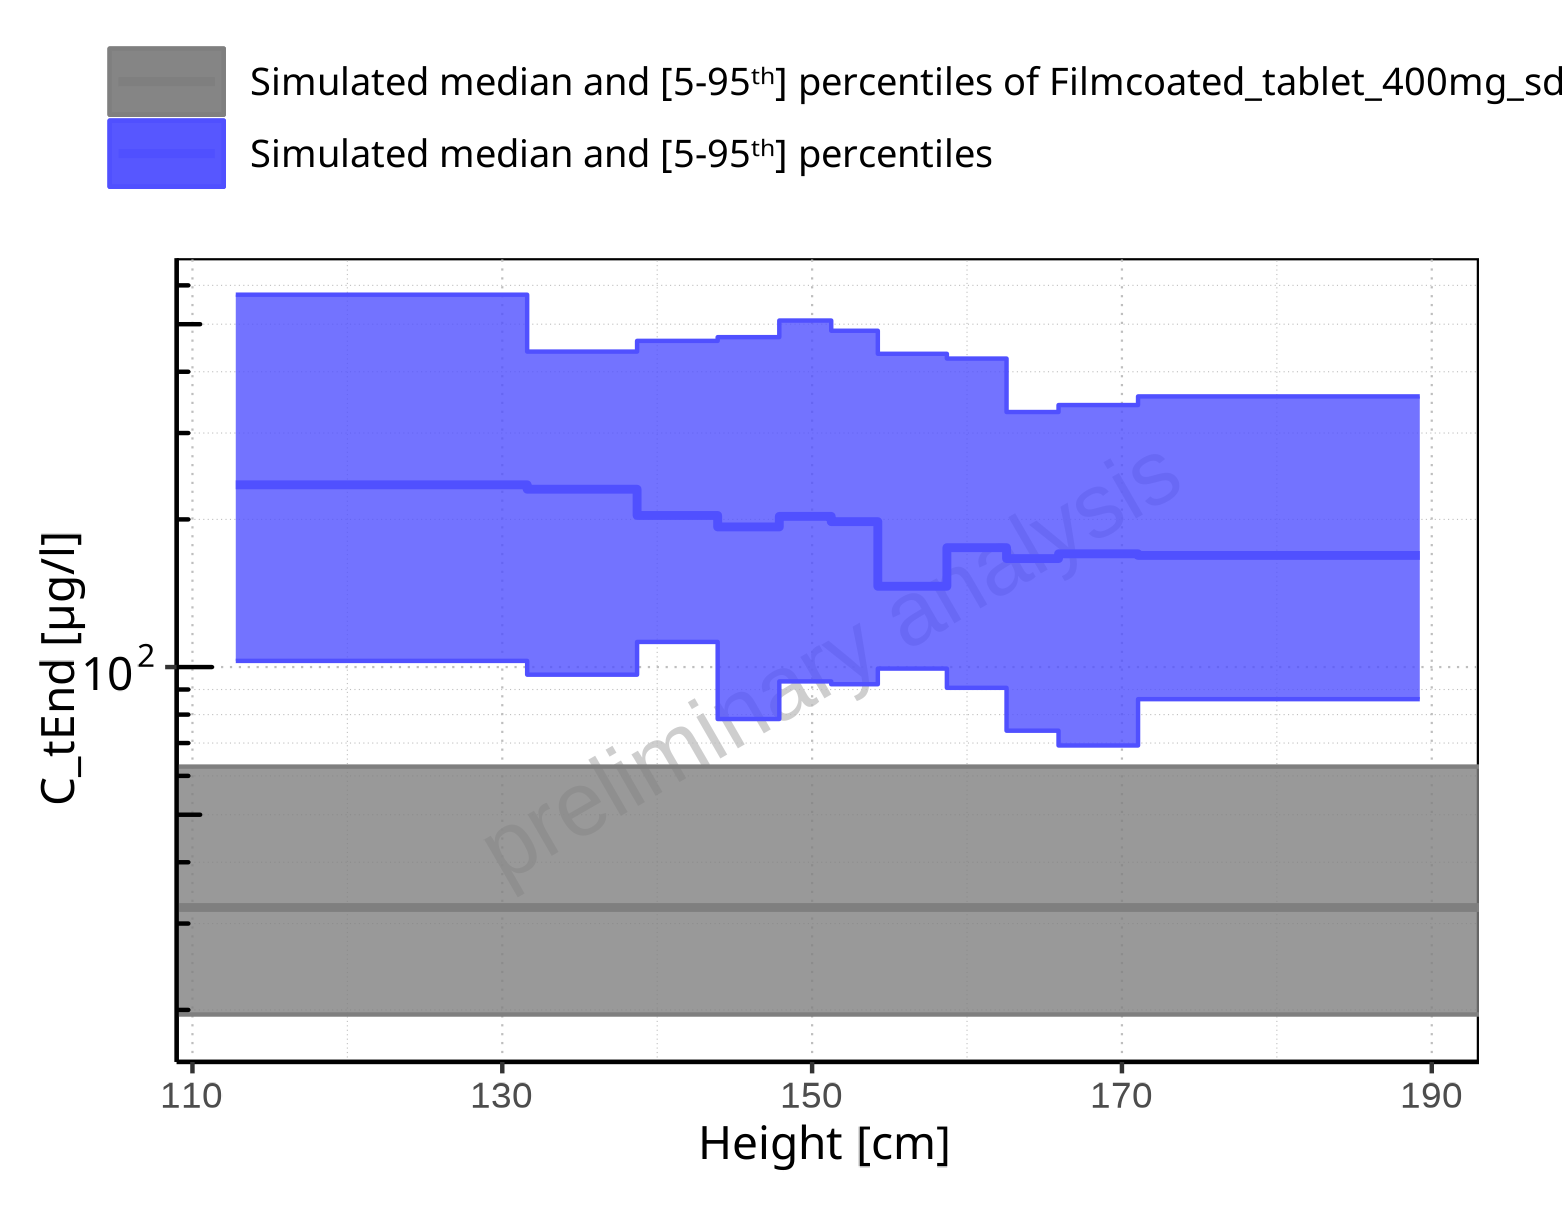 Simulated median and [5-95ᵗʰ] percentiles of Filmcoated_tablet_400mg_sd
Simulated median and [5-95ᵗʰ] percentiles
C_tEnd [µg/l]
10²
preliminary analysis
110 130 150 170 190
Height [cm]